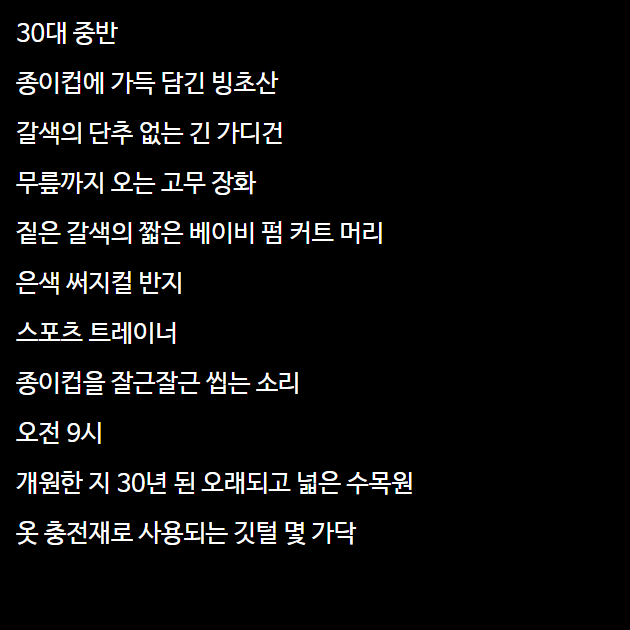 30대 중반
종이컵에 가득 담긴 빙초산
갈색의 단추 없는 긴 가디건
무릎까지 오는 고무 장화
짙은 갈색의 짧은 베이비 펌 커트 머리
은색 써지컬 반지
스포츠 트레이너
종이컵을 잘근잘근 씹는 소리
오전 9시
개원한 지 30년 된 오래되고 넓은 수목원
옷 충전재로 사용되는 깃털 몇 가닥